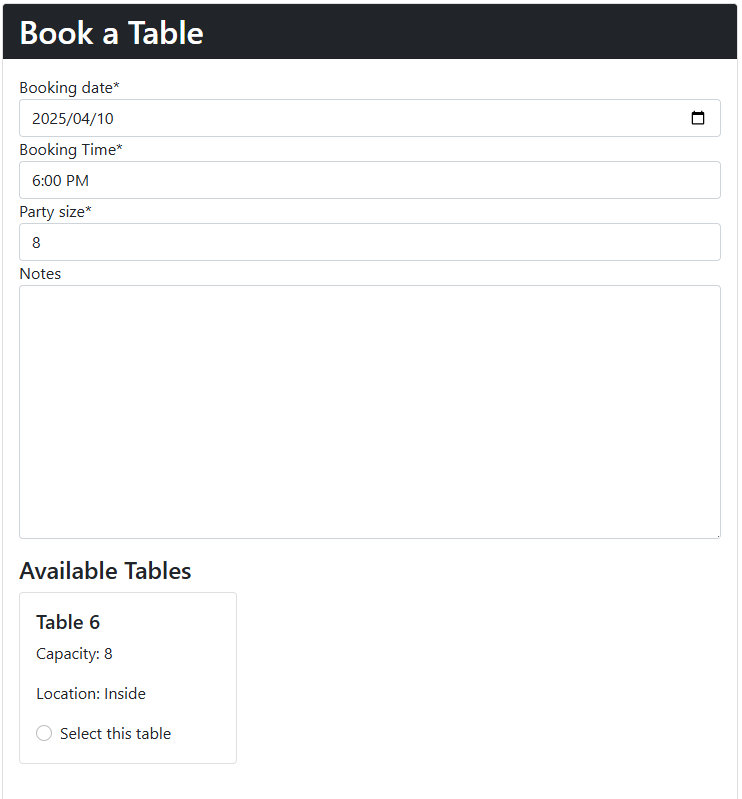 Book a Table
Booking date*
2025/04/10
Booking Time*
6:00 PM
Party size*
8
Notes
Available Tables
Table 6
Capacity: 8
Location: Inside
Select this table